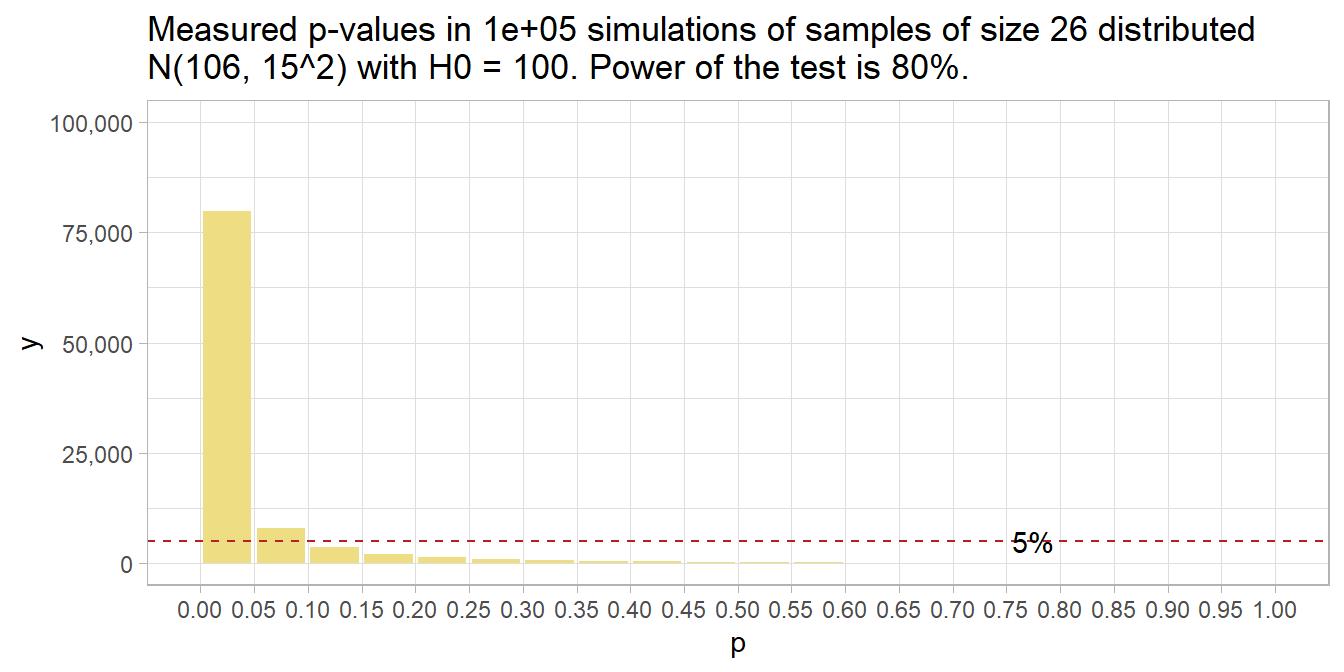 Measured p-values in 1e+05 simulations of samples of size 26 distributed
N(106, 15^2) with H0 = 100. Power of the test is 80%.
100,000
75,000
50,000
25,000
0
y
5%
0.00 0.05 0.10 0.15 0.20 0.25 0.30 0.35 0.40 0.45 0.50 0.55 0.60 0.65 0.70 0.75 0.80 0.85 0.90 0.95 1.00
p